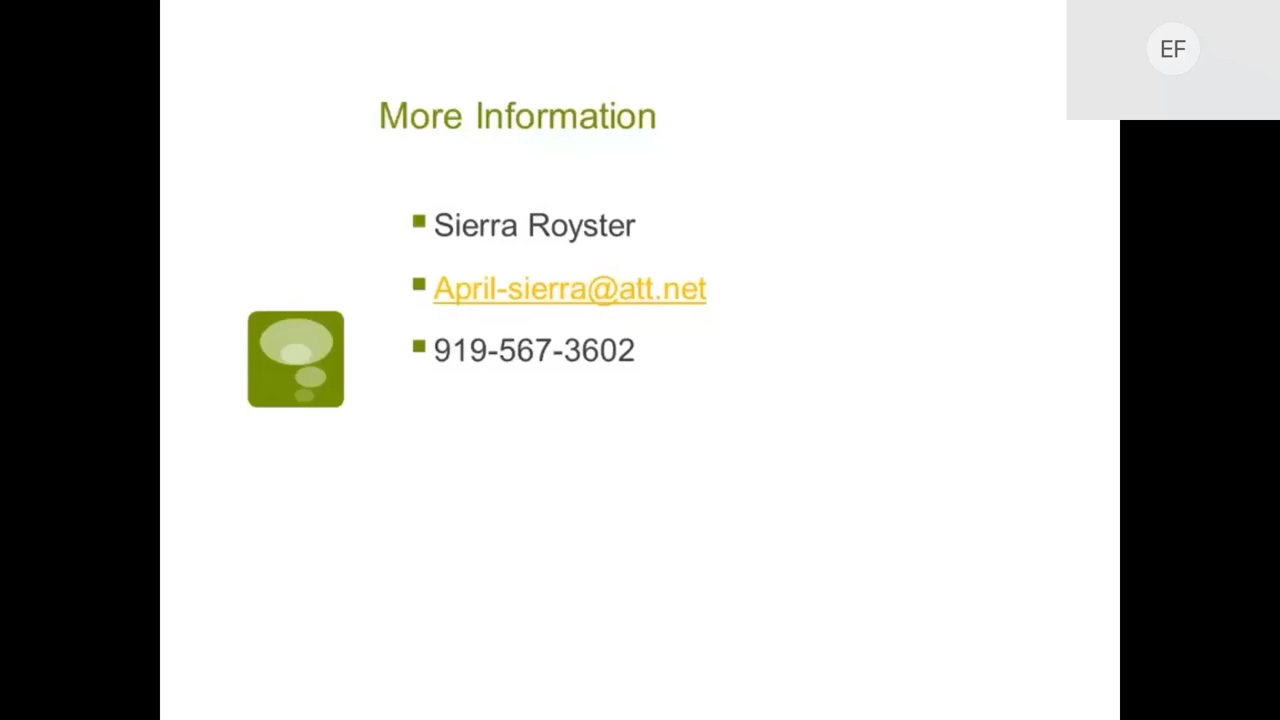 EF
More Information
Sierra Royster
April-sierra@att.net
919-567-3602